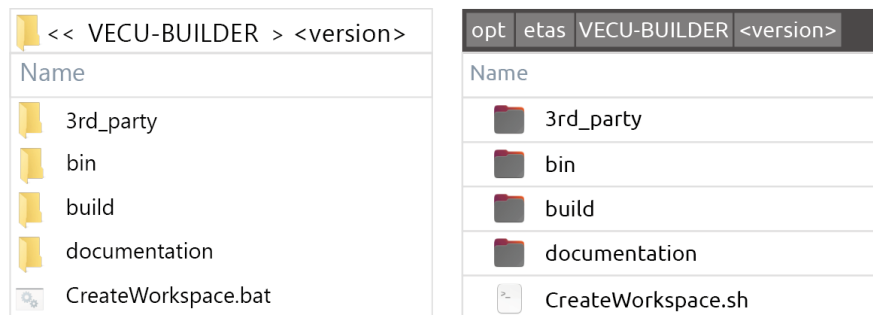 << VECU-BUILDER > <version>
Name
3rd_party
bin
build
documentation
CreateWorkspace.bat
opt etas VECU-BUILDER <version>
Name
3rd_party
bin
build
documentation
>_
CreateWorkspace.sh